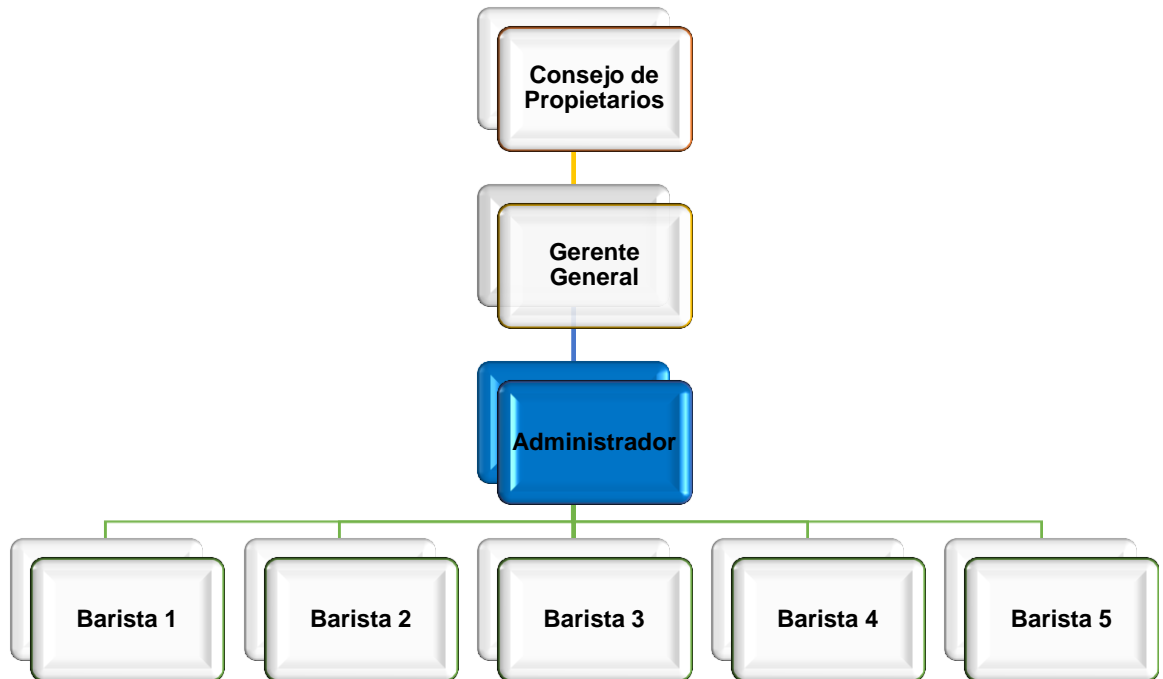 Consejo de
Propietarios
Gerente
General
Administrador
Barista 1
Barista 2
Barista 3
Barista 4
Barista 5